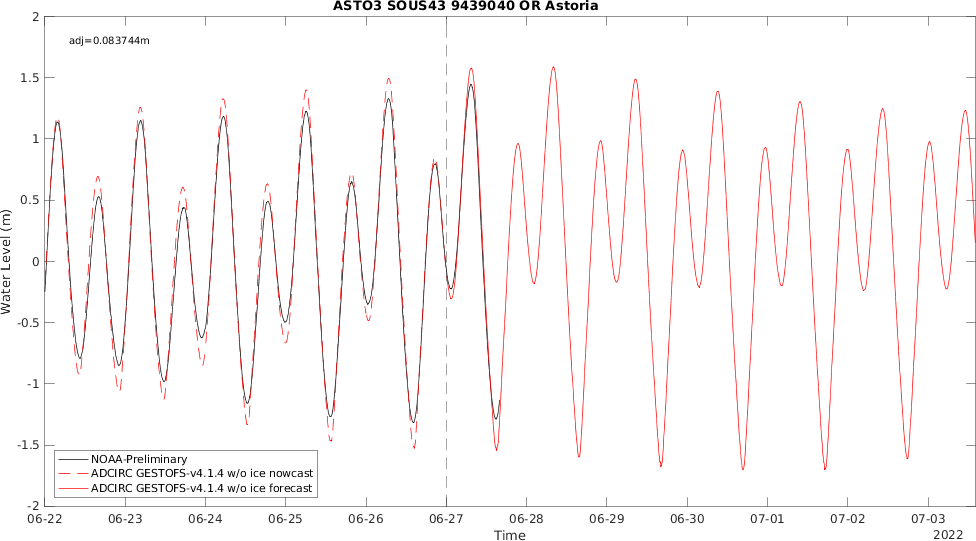 ASTO3 SOUS43 9439040 OR Astoria
adj=0.083744m
2
1.5
1
0.5
0
-0.5
-1
-1.5
-2
Water Level (m)
NOAA-Preliminary
ADCIRC GESTOFS-v4.1.4 w/o ice nowcast
ADCIRC GESTOFS-v4.1.4 w/o ice forecast
06-22 06-23 06-24 06-25 06-26 06-27 06-28 06-29 06-30 07-01 07-02 07-03
Time
2022